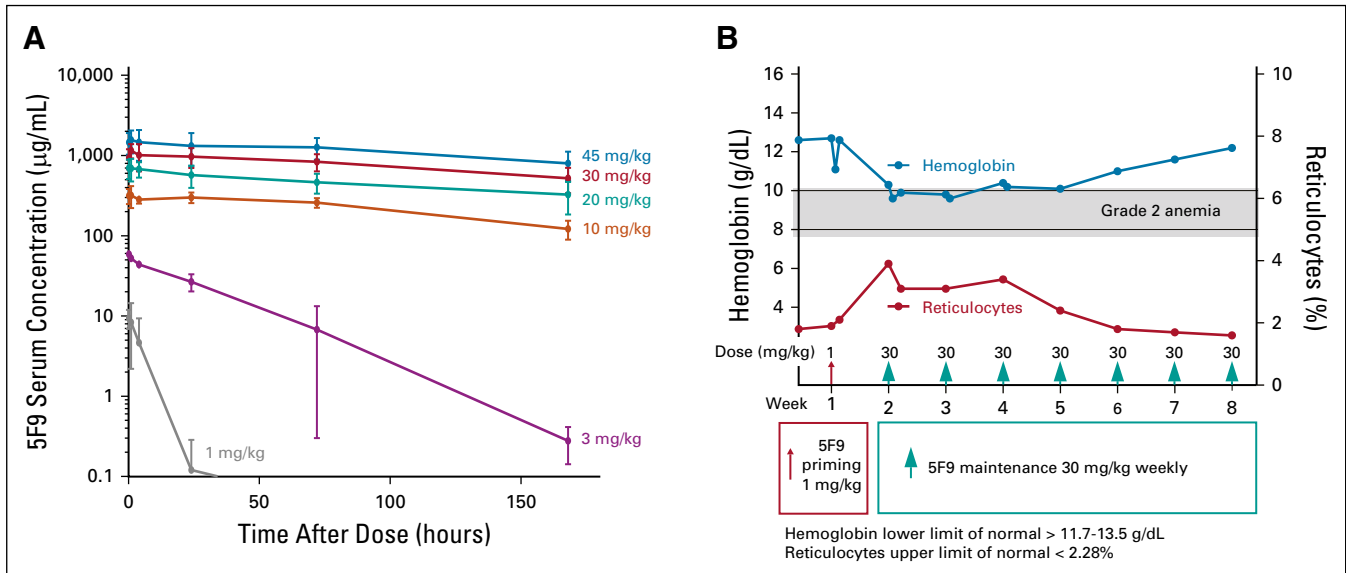 A
5F9 Serum Concentration (µg/mL)
10,000
1,000
100
10
1
0.1
45 mg/kg
30 mg/kg
20 mg/kg
10 mg/kg
3 mg/kg
1 mg/kg
0 50 100 150
Time After Dose (hours)
B
Hemoglobin (g/dL)
16
14
12
10
8
6
4
Hemoglobin
Grade 2 anemia
Reticulocytes
10
8
6
4
2
0
Reticulocytes (%)
Dose (mg/kg) 1 30 30 30 30 30 30 30
Week 1 2 3 4 5 6 7 8
5F9
priming
1 mg/kg
5F9 maintenance 30 mg/kg weekly
Hemoglobin lower limit of normal > 11.7-13.5 g/dL
Reticulocytes upper limit of normal < 2.28%